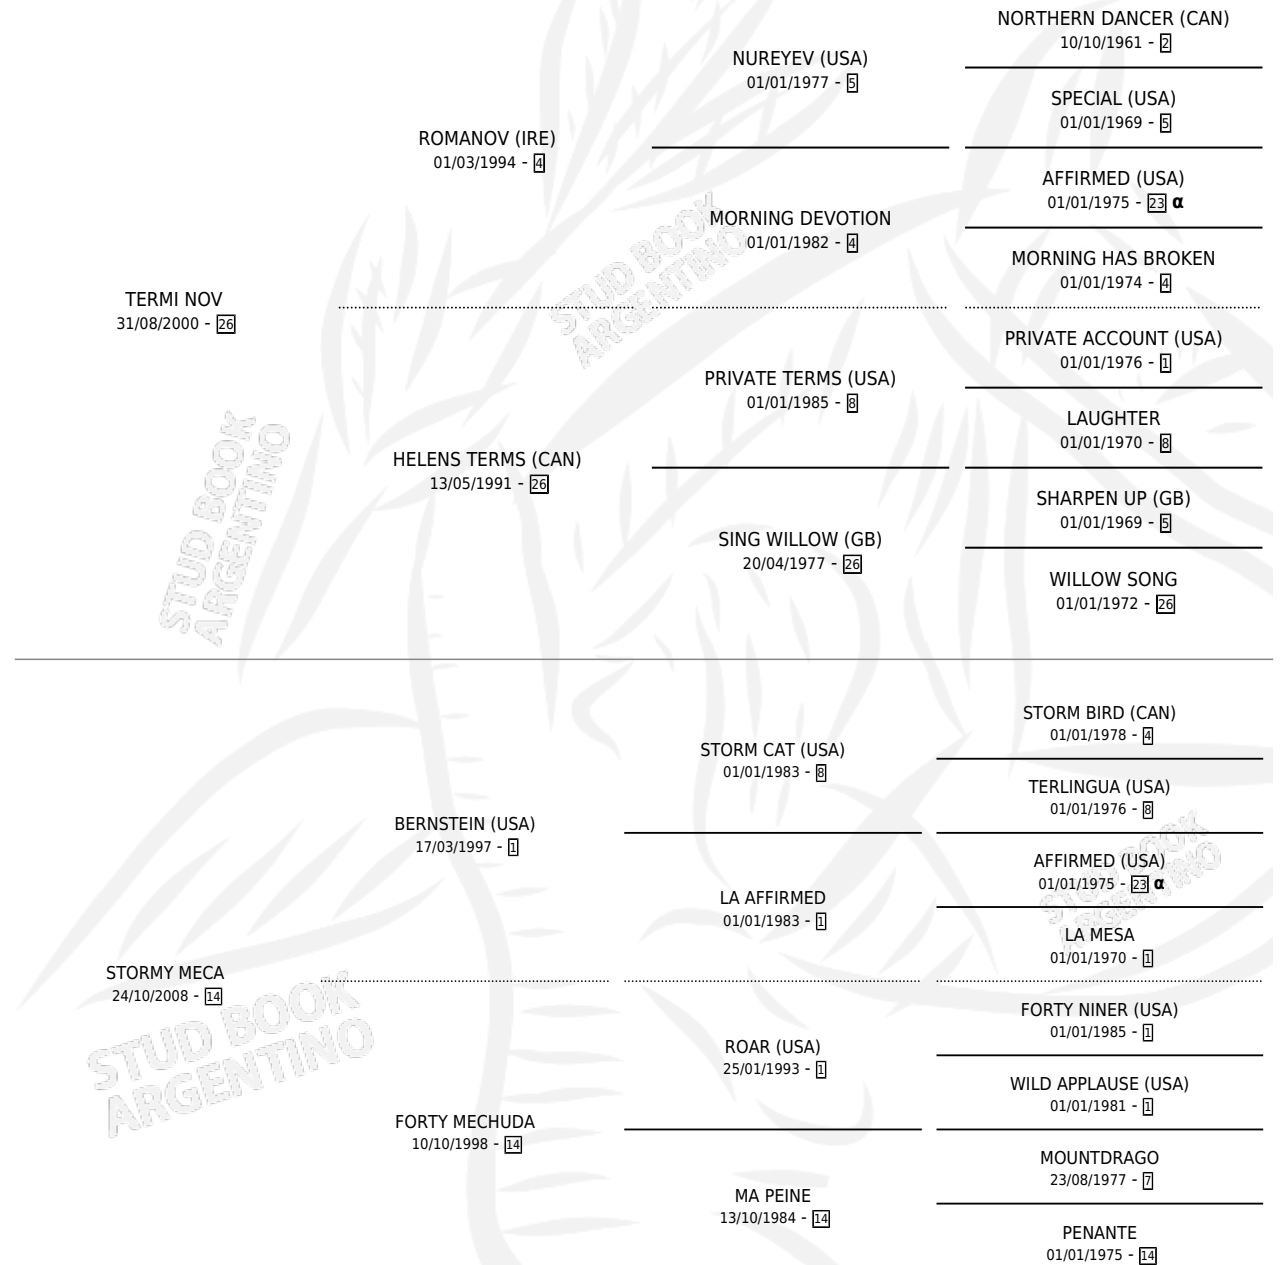 NORTHERN DANCER (CAN)
10/10/1961 - 2
NUREYEV (USA)
01/01/1977 - 5
SPECIAL (USA)
01/01/1969 - 5
ROMANOV (IRE)
01/03/1994 - 4
AFFIRMED (USA)
01/01/1975 - 23 α
MORNING DEVOTION
01/01/1982 - 4
MORNING HAS BROKEN
01/01/1974 - 4
TERMI NOV
31/08/2000 - 26
PRIVATE ACCOUNT (USA)
01/01/1976 - 1
PRIVATE TERMS (USA)
01/01/1985 - 8
LAUGHTER
01/01/1970 - 8
HELENS TERMS (CAN)
13/05/1991 - 26
SHARPEN UP (GB)
01/01/1969 - 5
SING WILLOW (GB)
20/04/1977 - 26
WILLOW SONG
01/01/1972 - 26
STORM BIRD (CAN)
01/01/1978 - 4
STORM CAT (USA)
01/01/1983 - 8
TERLINGUA (USA)
01/01/1976 - 8
BERNSTEIN (USA)
17/03/1997 - 1
AFFIRMED (USA)
01/01/1975 - 23 α
LA AFFIRMED
01/01/1983 - 1
LA MESA
01/01/1970 - 1
STORMY MECA
24/10/2008 - 14
FORTY NINER (USA)
01/01/1985 - 1
ROAR (USA)
25/01/1993 - 1
WILD APPLAUSE (USA)
01/01/1981 - 1
FORTY MECHUDA
10/10/1998 - 14
MOUNTDRAGO
23/08/1977 - 7
MA PEINE
13/10/1984 - 14
PENANTE
01/01/1975 - 14
STUD BOOK
ARGENTINO
STUD BOOK
ARGENTINO
STUD BOOK
ARGENTINO
STUD BOOK
ARGENTINO